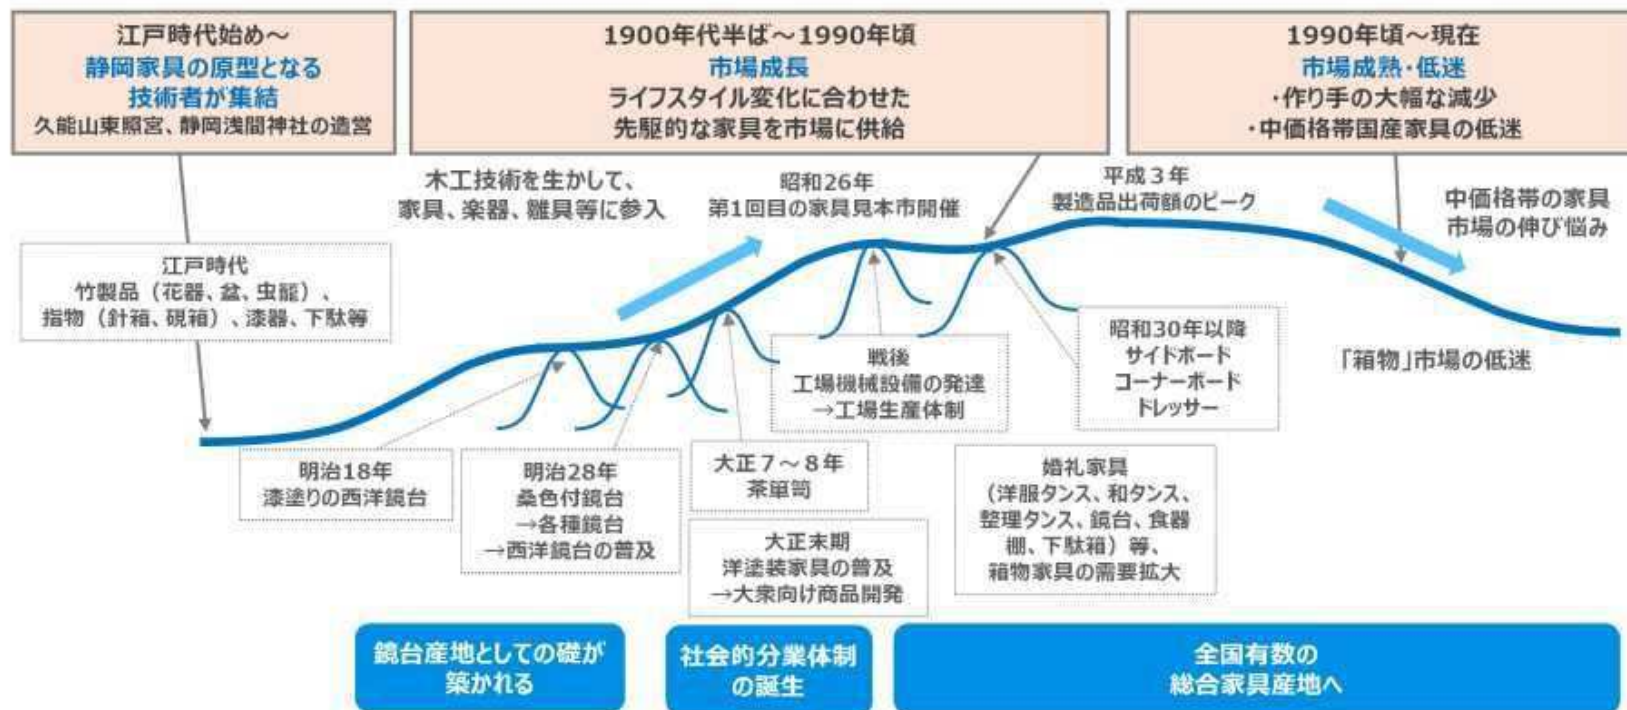 江戸時代始め～
静岡家具の原型となる
技術者が集結
久能山東照宮、静岡浅間神社の造営
1900年代半ば～1990年頃
市場成長
ライフスタイル変化に合わせた
先駆的な家具を市場に供給
1990年頃～現在
市場成熟・低迷
・作り手の大幅な減少
・中価格帯国産家具の低迷
木工技術を生かして、
家具、楽器、雛具等に参入
昭和26年
第1回目の家具見本市開催
平成３年
製造品出荷額のピーク
中価格帯の家具
市場の伸び悩み
江戸時代
竹製品（花器、盆、虫籠）、
指物（針箱、硯箱）、漆器、下駄等
戦後
工場機械設備の発達
→工場生産体制
昭和30年以降
サイドボード
コーナーボード
ドレッサー
「箱物」市場の低迷
明治18年
漆塗りの西洋鏡台
明治28年
桑色付鏡台
→各種鏡台
→西洋鏡台の普及
大正７～８年
茶箪笥
大正末期
洋塗装家具の普及
→大衆向け商品開発
婚礼家具
（洋服タンス、和タンス、
整理タンス、鏡台、食器
棚、下駄箱）等、
箱物家具の需要拡大
鏡台産地としての礎が
築かれる
社会的分業体制
の誕生
全国有数の
総合家具産地へ